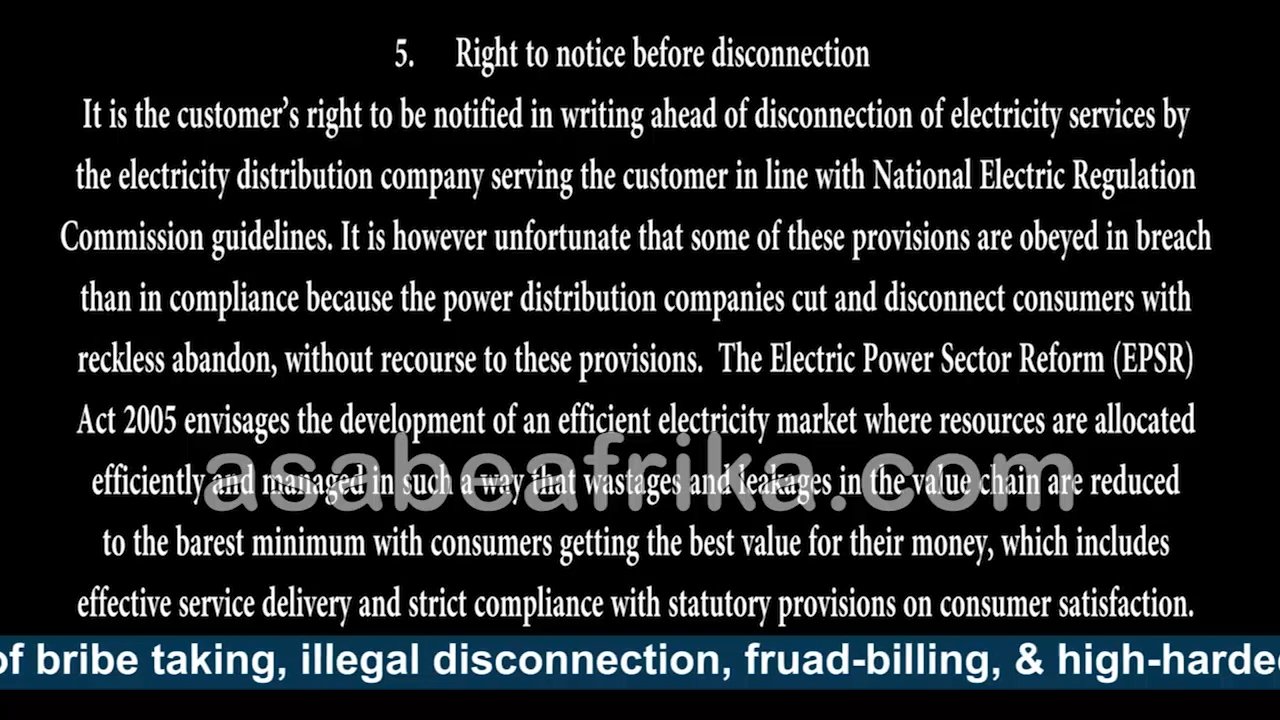 5. Right to notice before disconnection
It is the customer's right to be notified in writing ahead of disconnection of electricity services by
the electricity distribution company serving the customer in line with National Electric Regulation
Commission guidelines. It is however unfortunate that some of these provisions are obeyed in breach
than in compliance because the power distribution companies cut and disconnect consumers with
reckless abandon, without recourse to these provisions. The Electric Power Sector Reform (EPSR)
Act 2005 envisages the development of an efficient electricity market where resources are allocated
asabeafrika.com
efficiently and managed in such a way that wastages and leakages in the value chain are reduced
to the barest minimum with consumers getting the best value for their money, which includes
effective service delivery and strict compliance with statutory provisions on consumer satisfaction.
of bribe taking, illegal disconnection, fruad-billing, & high-harde